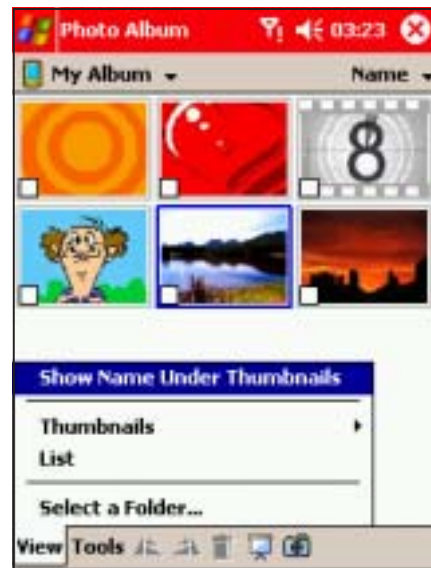 Photo Album 03:23
My Album Name
8
Show Name Under Thumbnails
Thumbnails
List
Select a Folder...
View Tools